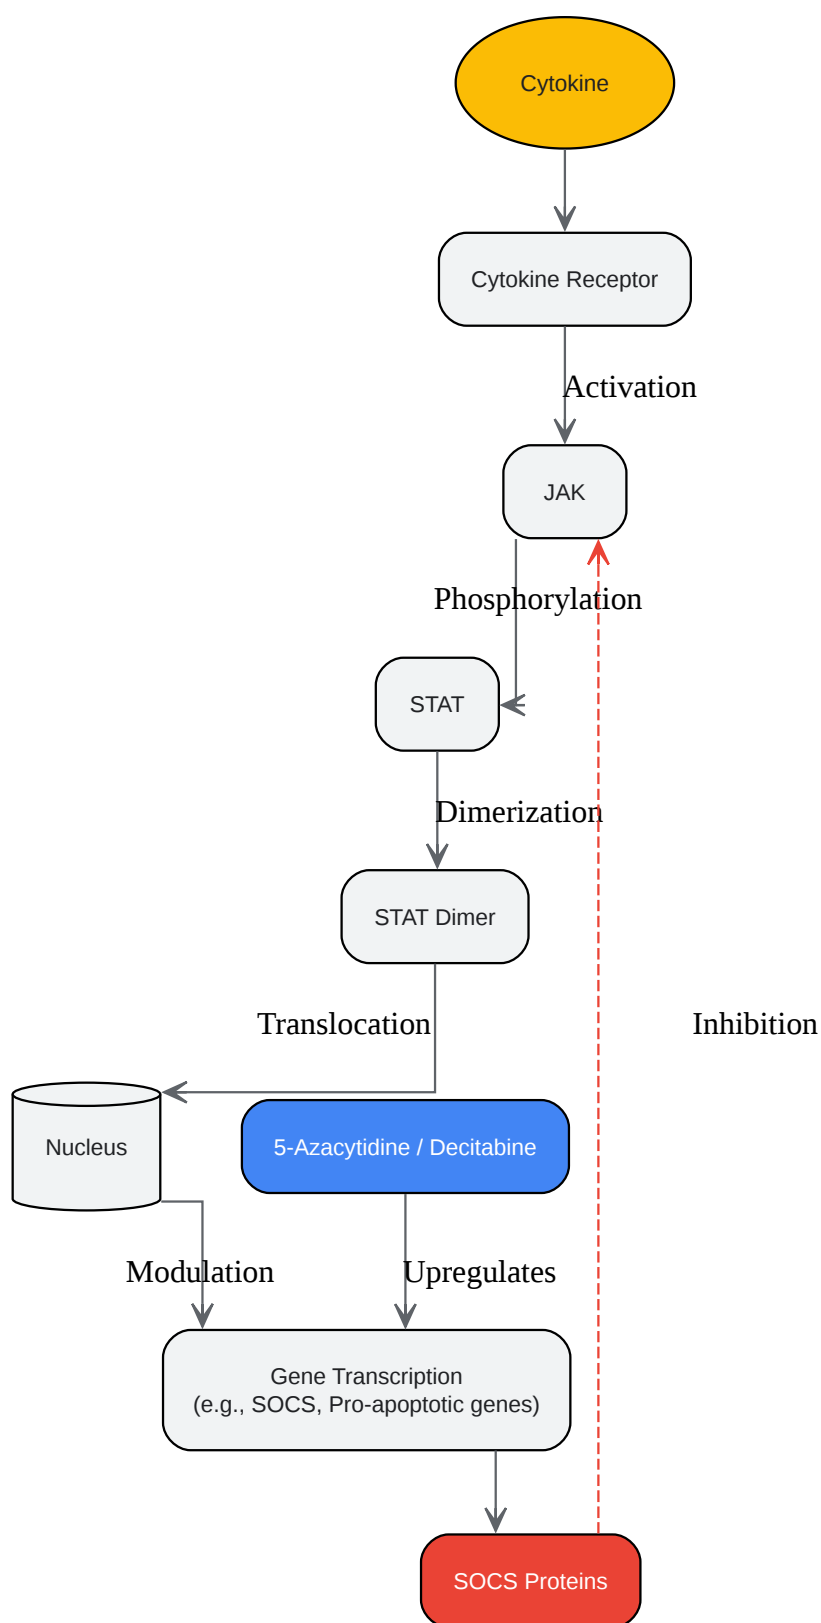 Cytokine
Cytokine Receptor
Activation
JAK
Phosphorylation
STAT
Dimerization
STAT Dimer
Translocation
Inhibition
Nucleus
5-Azacytidine / Decitabine
Modulation
Upregulates
Gene Transcription
(e.g., SOCS, Pro-apoptotic genes)
SOCS Proteins